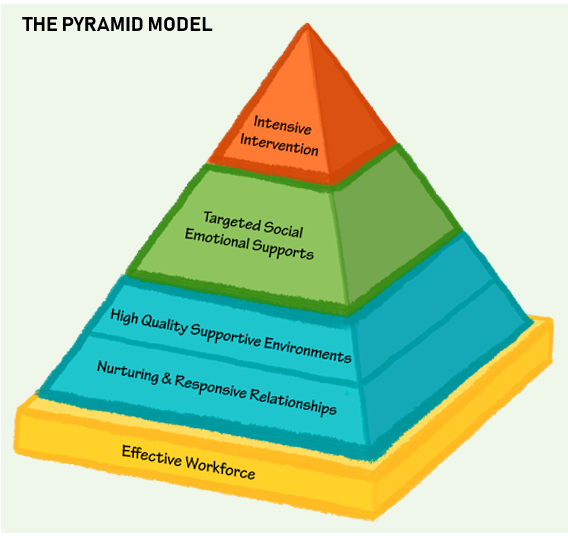 THE PYRAMID MODEL
Intensive
Intervention
Targeted Social
Emotional Supports
High Quality Supportive Environments
Nurturing & Responsive Relationships
Effective Workforce